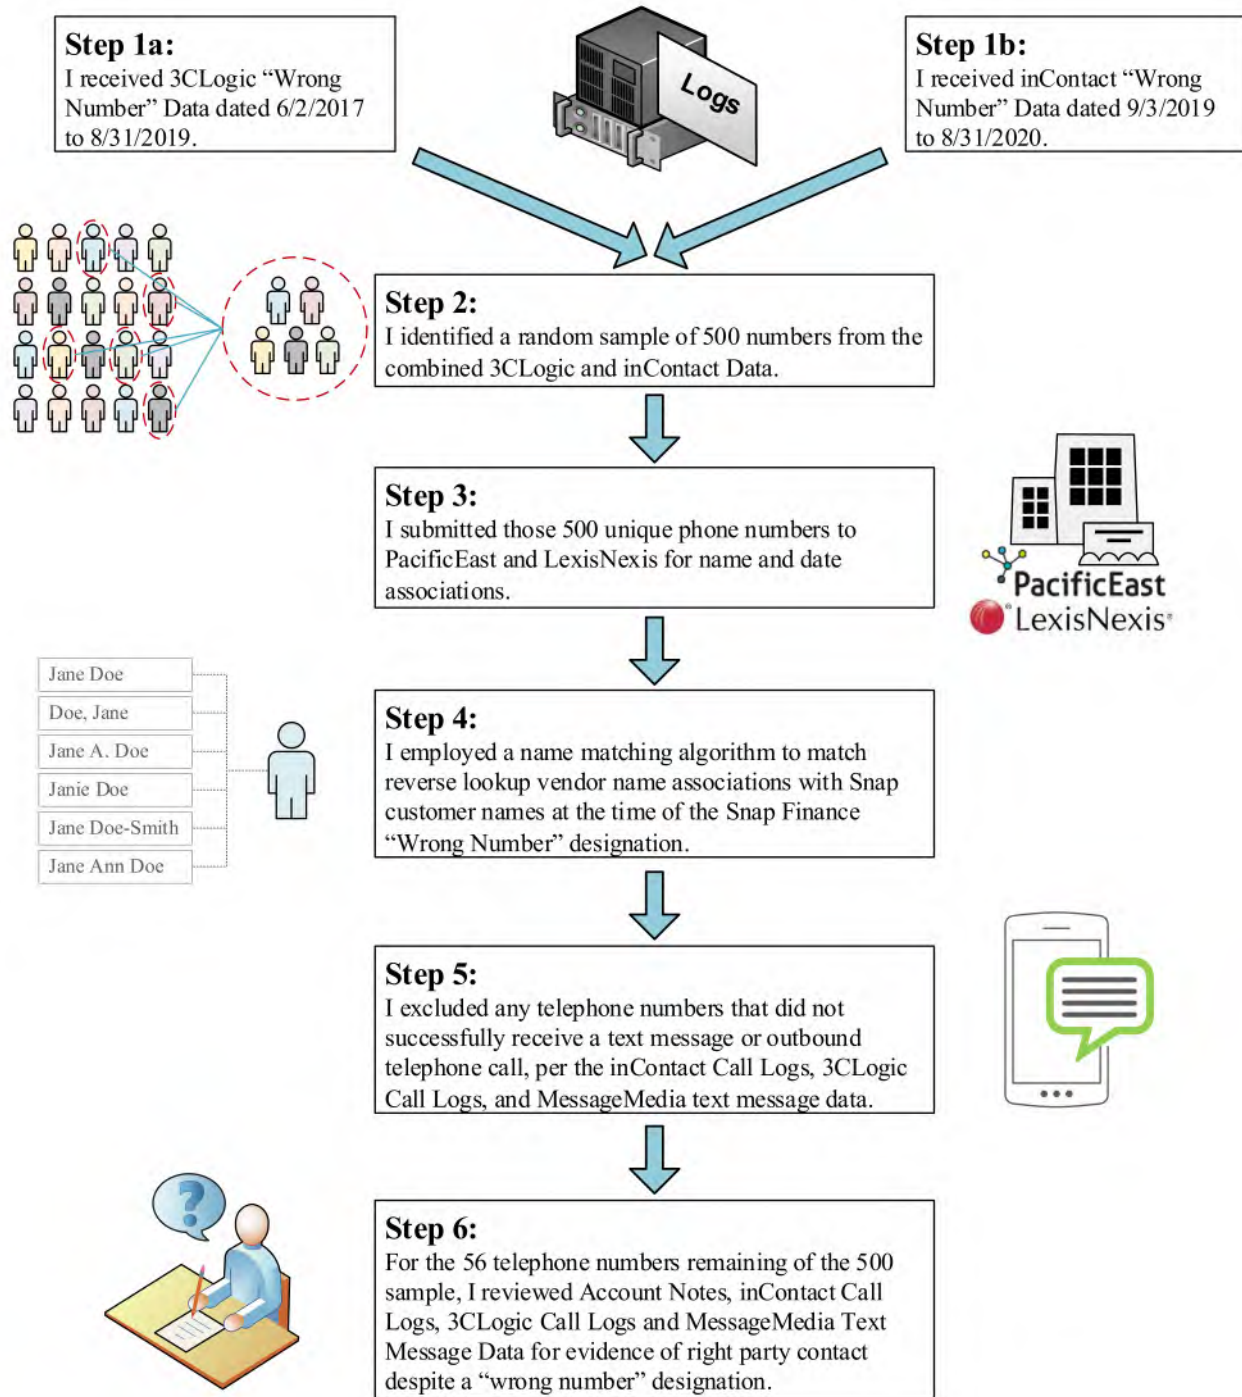 Step 1a:
I received 3CLogic “Wrong
Number” Data dated 6/2/2017
to 8/31/2019.
Logs
Step 1b:
I received inContact “Wrong
Number” Data dated 9/3/2019
to 8/31/2020.
Step 2:
I identified a random sample of 500 numbers from the
combined 3CLogic and inContact Data.
Step 3:
I submitted those 500 unique phone numbers to
PacificEast and LexisNexis for name and date
associations.
PacificEast
LexisNexis®
Jane Doe
Doe, Jane
Jane A. Doe
Janie Doe
Jane Doe-Smith
Jane Ann Doe
Step 4:
I employed a name matching algorithm to match
reverse lookup vendor name associations with Snap
customer names at the time of the Snap Finance
“Wrong Number” designation.
Step 5:
I excluded any telephone numbers that did not
successfully receive a text message or outbound
telephone call, per the inContact Call Logs, 3CLogic
Call Logs, and MessageMedia text message data.
?
Step 6:
For the 56 telephone numbers remaining of the 500
sample, I reviewed Account Notes, inContact Call
Logs, 3CLogic Call Logs and MessageMedia Text
Message Data for evidence of right party contact
despite a “wrong number” designation.